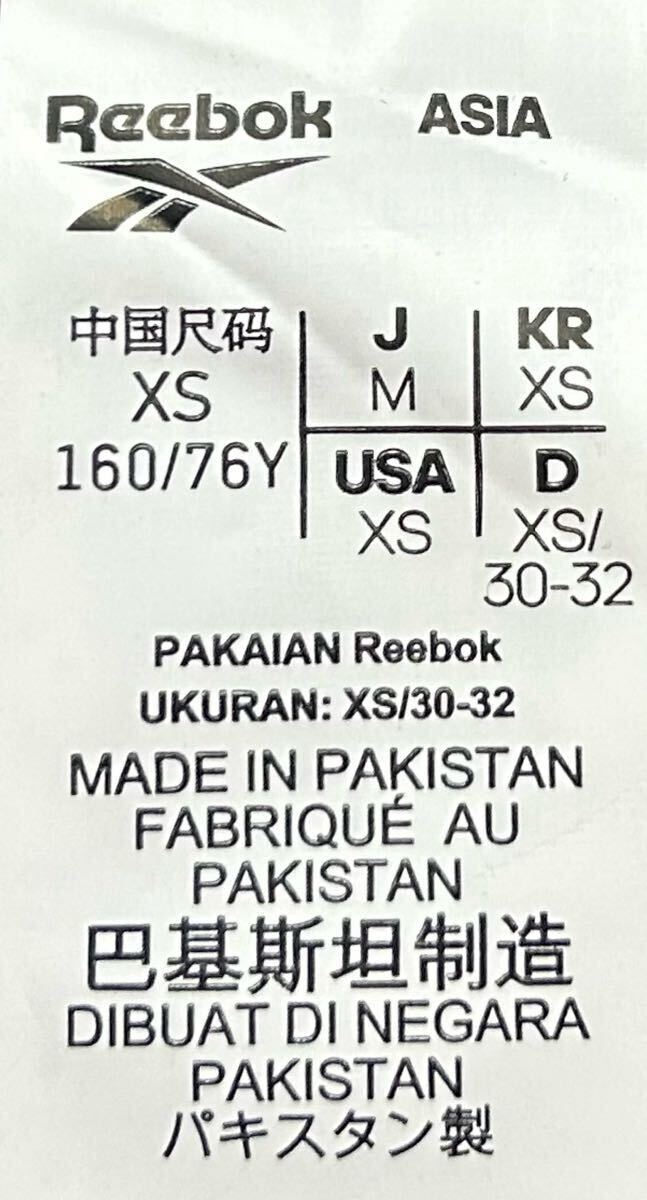 Reebok ASIA
中国尺码
XS
160/76Y
J
M
KR
XS
USA
XS
D
XS/
30-32
PAKAIAN Reebok
UKURAN: XS/30-32
MADE IN PAKISTAN
FABRIQUÉ AU
PAKISTAN
巴基斯坦制造
DIBUAT DI NEGARA
PAKISTAN
パキスタン製